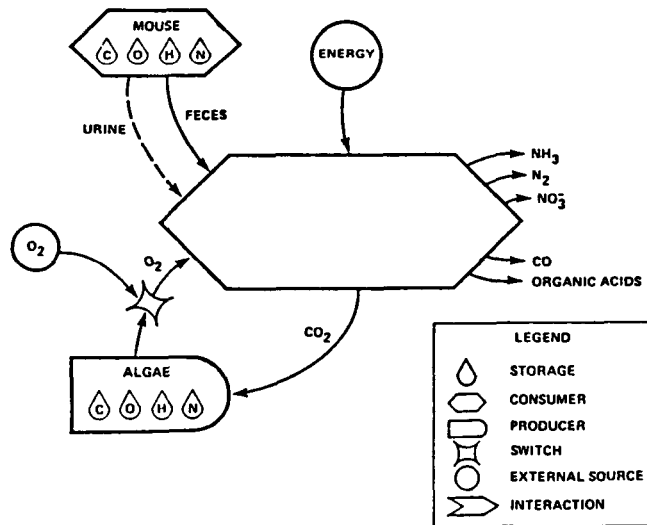 MOUSE
C O H N
ENERGY
URINE
FECES
NH₃
N₂
NO₃⁻
O₂
O₂
CO
ORGANIC ACIDS
CO₂
ALGAE
C O H N
LEGEND
STORAGE
CONSUMER
PRODUCER
SWITCH
EXTERNAL SOURCE
INTERACTION